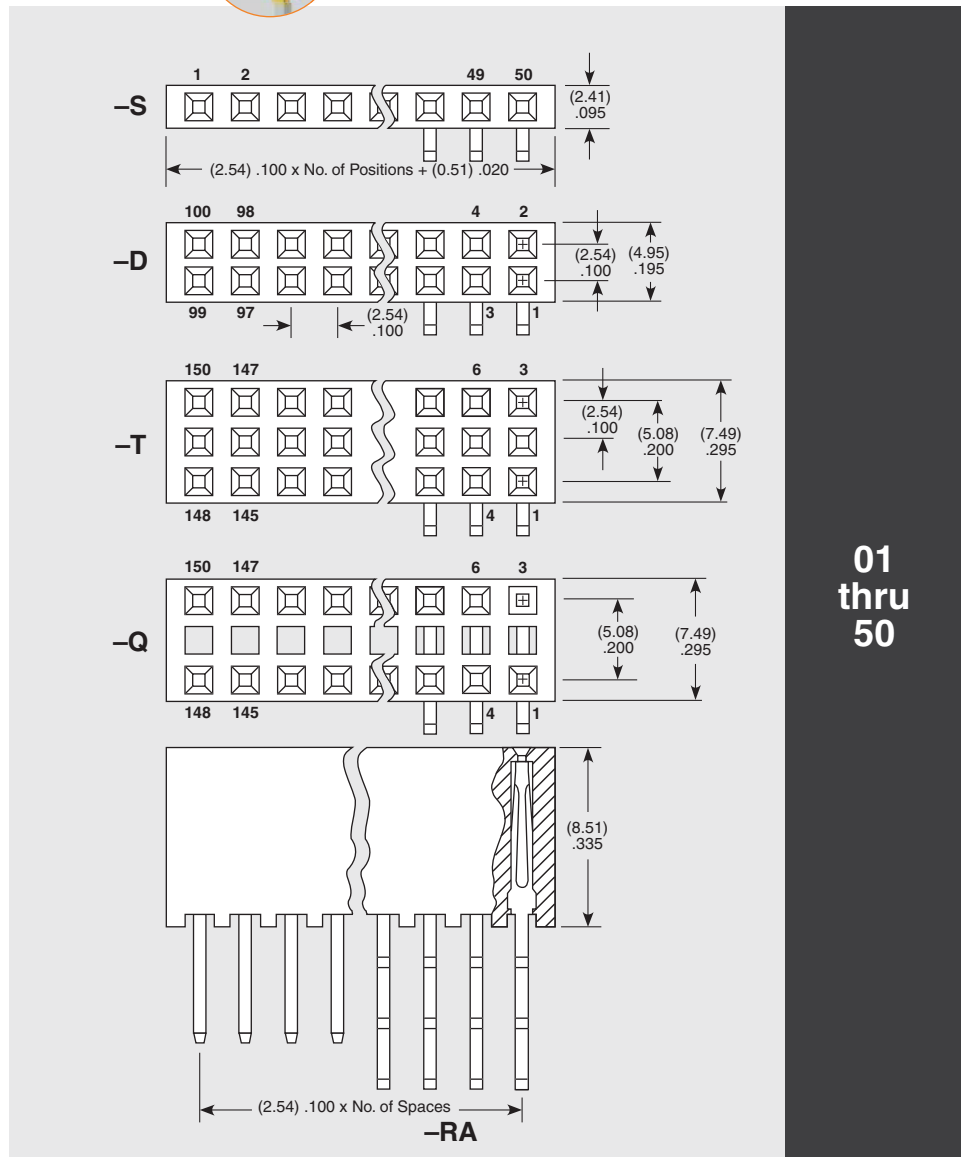 1 2 49 50
–S
(2.41)
.095
(2.54) .100 x No. of Positions + (0.51) .020
100 98 4 2
–D
(2.54)
.100
(4.95)
.195
99 97 3 1
(2.54)
.100
150 147 6 3
–T
(2.54)
.100
(5.08)
.200
(7.49)
.295
148 145 4 1
150 147 6 3
–Q
(5.08)
.200
(7.49)
.295
148 145 4 1
(8.51)
.335
(2.54) .100 x No. of Spaces
–RA
01
thru
50